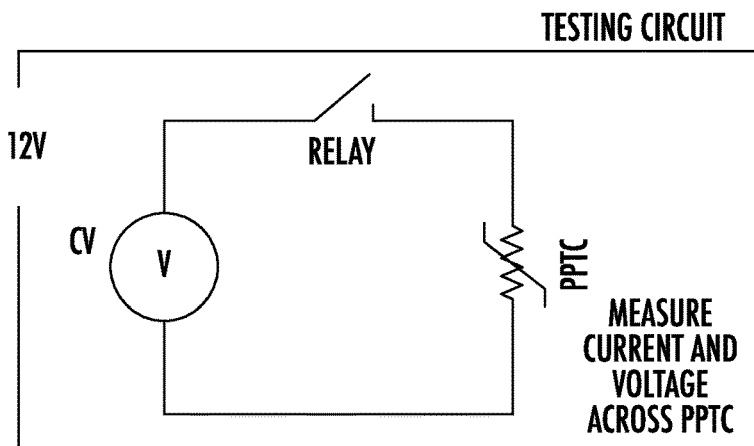 TESTING CIRCUIT
12V
RELAY
CV
V
PPTC
MEASURE
CURRENT AND
VOLTAGE
ACROSS PPTC